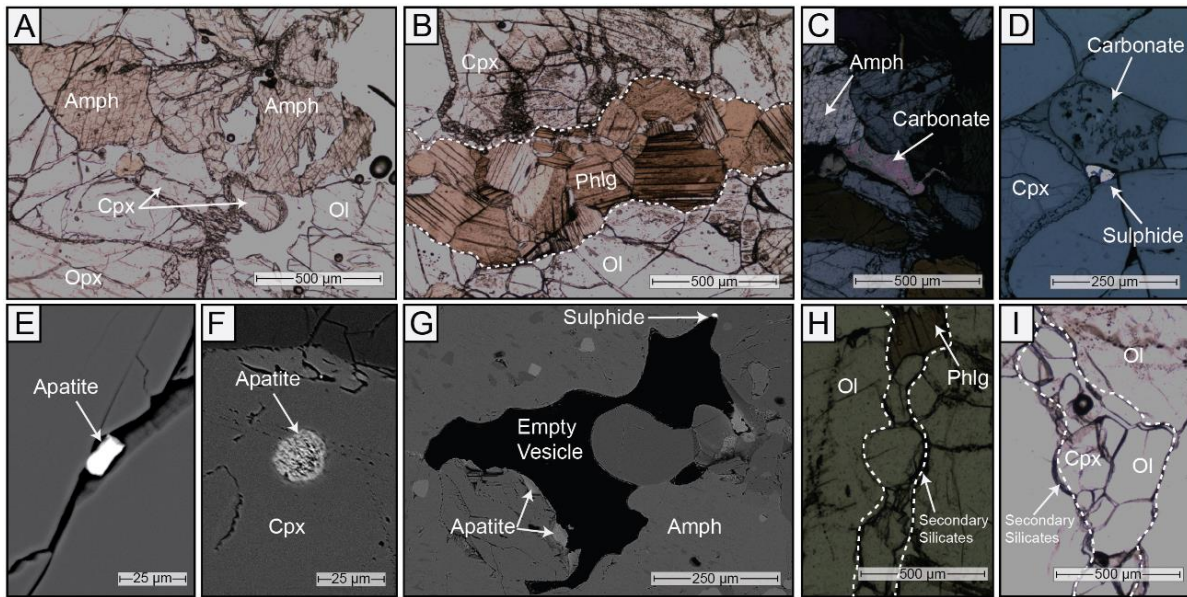 A
Amph
Amph
Cpx
Ol
Opx
500 µm
B
Cpx
Phlg
Ol
500 µm
C
Amph
Carbonate
500 µm
D
Carbonate
Cpx
Sulphide
250 µm
E
Apatite
25 µm
F
Apatite
Cpx
25 µm
G
Sulphide
Empty
Vesicle
Apatite
Amph
250 µm
H
Ol
Phlg
Secondary
Silicates
500 µm
I
Ol
Cpx
Ol
Secondary
Silicates
500 µm